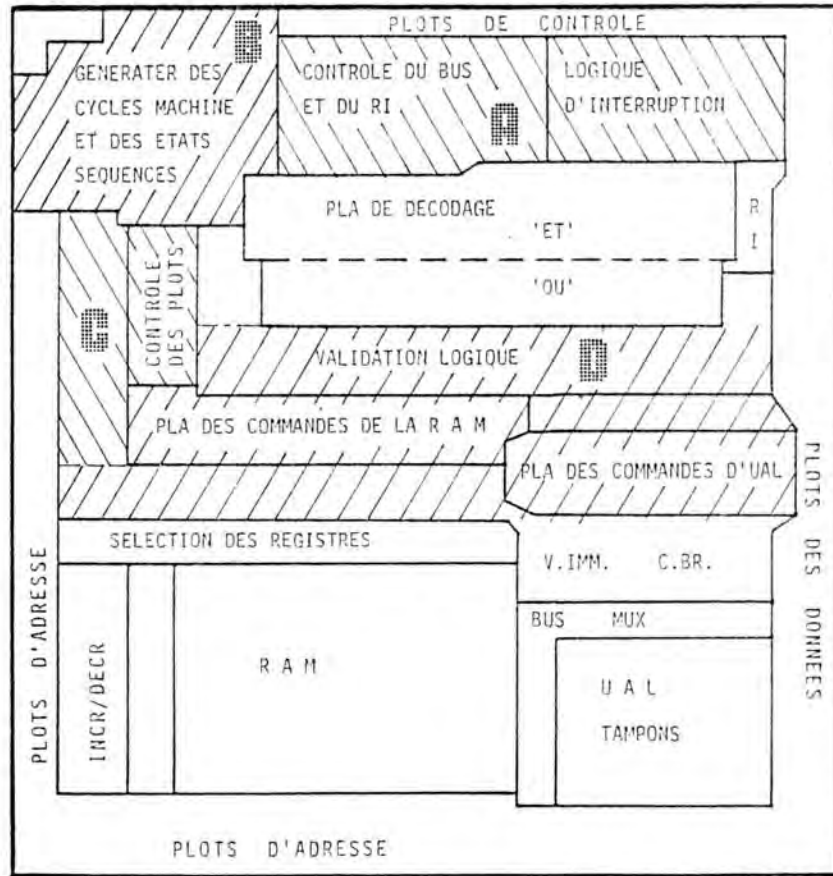 PLOTS DE CONTROLE
B
GENERATER DES
CYCLES MACHINE
ET DES ETATS
SEQUENCES
CONTROLE DU BUS
ET DU RI
A
LOGIQUE
D'INTERRUPTION
PLA DE DECODAGE
'ET'
'OU'
R
I
C
CONTROLE
DES PLOTS
VALIDATION LOGIQUE
D
PLA DES COMMANDES DE LA R A M
PLA DES COMMANDES D'UAL
PLOTS DES DONNEES
SELECTION DES REGISTRES
V.IMM. C.BR.
BUS MUX
PLOTS D'ADRESSE
INCR/DECR
R A M
U A L
TAMPONS
PLOTS D'ADRESSE